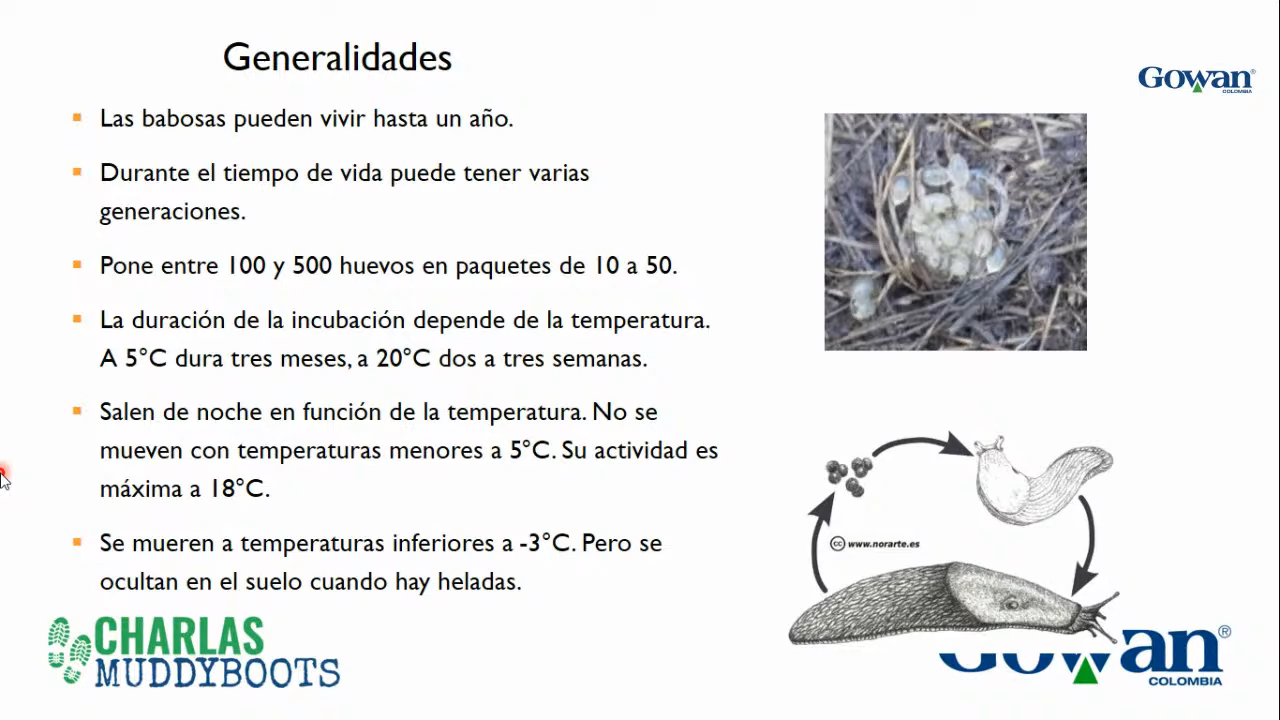 Generalidades
Gowan®
COLOMBIA
Las babosas pueden vivir hasta un año.
Durante el tiempo de vida puede tener varias
generaciones.
Pone entre 100 y 500 huevos en paquetes de 10 a 50.
La duración de la incubación depende de la temperatura.
A 5°C dura tres meses, a 20°C dos a tres semanas.
Salen de noche en función de la temperatura. No se
mueven con temperaturas menores a 5°C. Su actividad es
máxima a 18°C.
Se mueren a temperaturas inferiores a -3°C. Pero se
ocultan en el suelo cuando hay heladas.
cc www.norarte.es
CHARLAS
MUDDYBOOTS
Gowan®
COLOMBIA